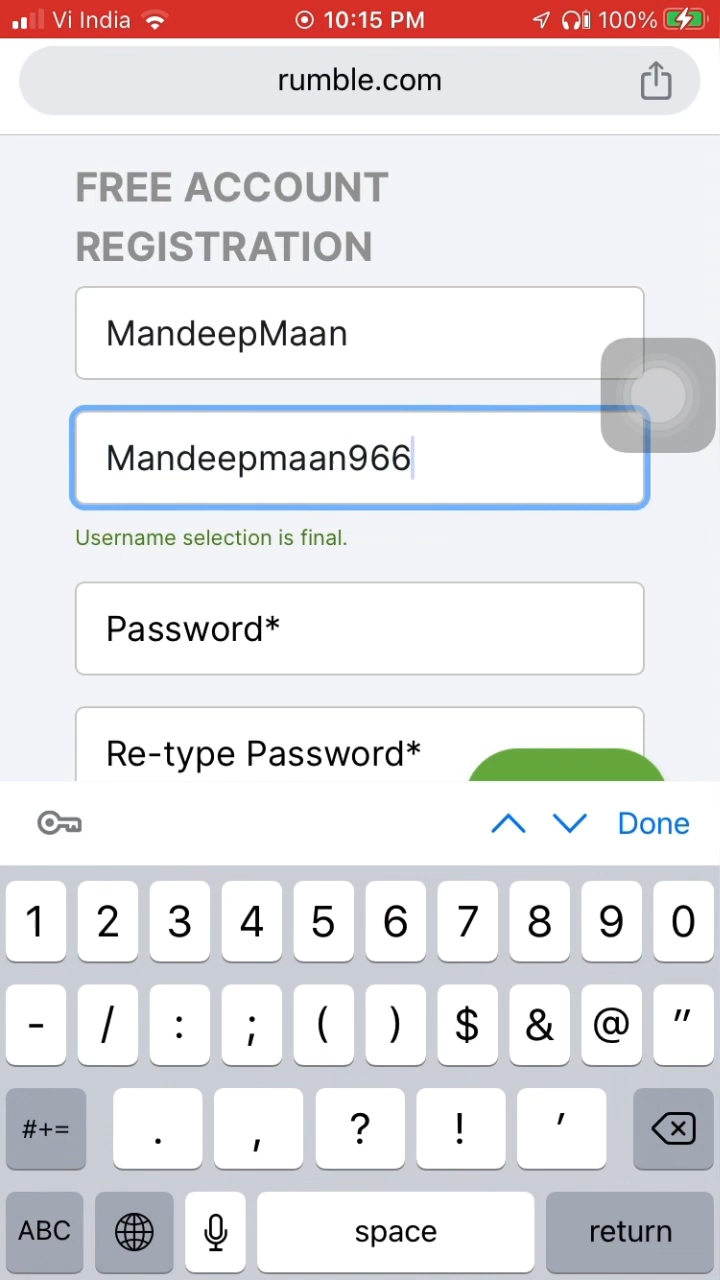 Vi India 10:15 PM 100%
rumble.com
FREE ACCOUNT
REGISTRATION
MandeepMaan
Mandeepmaan966
Username selection is final.
Password*
Re-type Password*
Done
1 2 3 4 5 6 7 8 9 0
- / : ; ( ) $ & @ "
#+= . , ? ! '
ABC space return